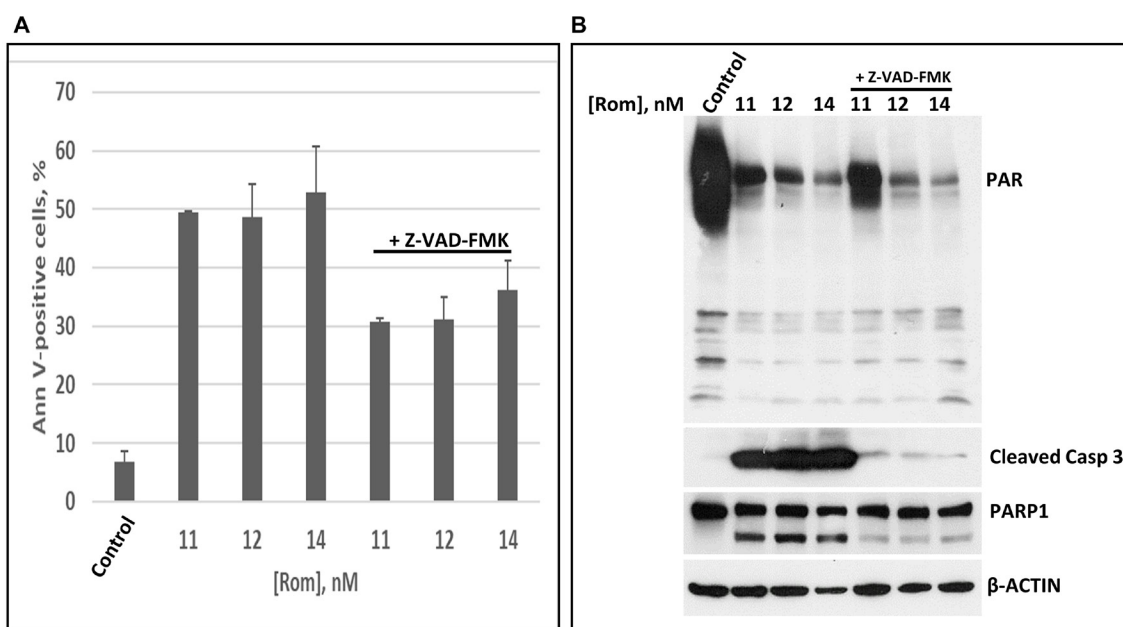 A
Ann V-positive cells, %
70
60
50
40
30
20
10
0
+ Z-VAD-FMK
Control 11 12 14 11 12 14
[Rom], nM
B
Control
+ Z-VAD-FMK
[Rom], nM 11 12 14 11 12 14
PAR
Cleaved Casp 3
PARP1
β-ACTIN